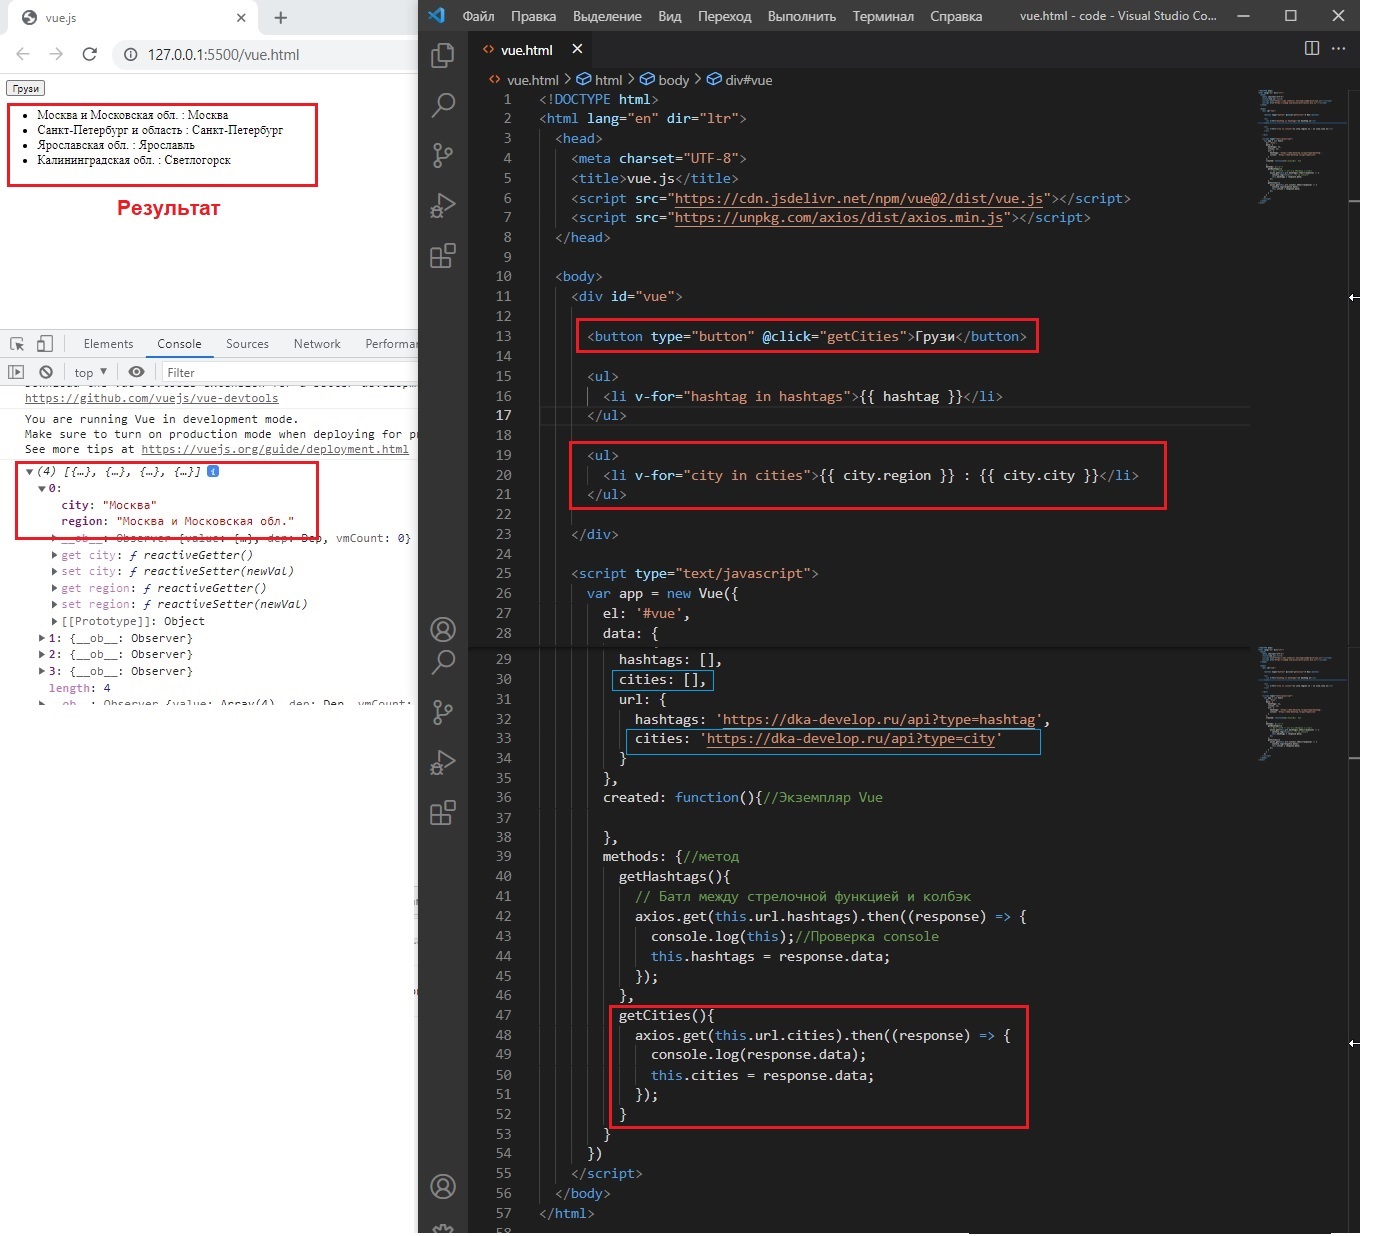 vue.js
127.0.0.1:5500/vue.html
Грузи
Москва и Московская обл. : Москва
Санкт-Петербург и область : Санкт-Петербург
Ярославская обл. : Ярославль
Калининградская обл. : Светлогорск
Результат
Elements Console Sources Network Performa
top Filter
https://github.com/vuejs/vue-devtools
You are running Vue in development mode.
Make sure to turn on production mode when deploying for pu
See more tips at https://vuejs.org/guide/deployment.html
(4) [{…}, {…}, {…}, {…}]
0:
city: "Москва"
region: "Москва и Московская обл."
__ob__: Observer {value: {…}, dep: Dep, vmCount: 0}
get city: ƒ reactiveGetter()
set city: ƒ reactiveSetter(newVal)
get region: ƒ reactiveGetter()
set region: ƒ reactiveSetter(newVal)
[[Prototype]]: Object
1: {__ob__: Observer}
2: {__ob__: Observer}
3: {__ob__: Observer}
length: 4
Файл Правка Выделение Вид Переход Выполнить Терминал Справка vue.html - code - Visual Studio Co...
vue.html
vue.html > html > body > div#vue
1 <!DOCTYPE html>
2 <html lang="en" dir="ltr">
3 <head>
4 <meta charset="UTF-8">
5 <title>vue.js</title>
6 <script src="https://cdn.jsdelivr.net/npm/vue@2/dist/vue.js"></script>
7 <script src="https://unpkg.com/axios/dist/axios.min.js"></script>
8 </head>
9
10 <body>
11 <div id="vue">
12
13 <button type="button" @click="getCities">Грузи</button>
14
15 <ul>
16 <li v-for="hashtag in hashtags">{{ hashtag }}</li>
17 </ul>
18
19 <ul>
20 <li v-for="city in cities">{{ city.region }} : {{ city.city }}</li>
21 </ul>
22
23 </div>
24
25 <script type="text/javascript">
26 var app = new Vue({
27 el: '#vue',
28 data: {
29 hashtags: [],
30 cities: [],
31 url: {
32 hashtags: 'https://dka-develop.ru/api?type=hashtag',
33 cities: 'https://dka-develop.ru/api?type=city'
34 }
35 },
36 created: function(){//Экземпляр Vue
37
38 },
39 methods: {//метод
40 getHashtags(){
41 // Батл между стрелочной функцией и колбэк
42 axios.get(this.url.hashtags).then((response) => {
43 console.log(this);//Проверка console
44 this.hashtags = response.data;
45 });
46 },
47 getCities(){
48 axios.get(this.url.cities).then((response) => {
49 console.log(response.data);
50 this.cities = response.data;
51 });
52 }
53 }
54 })
55 </script>
56 </body>
57 </html>